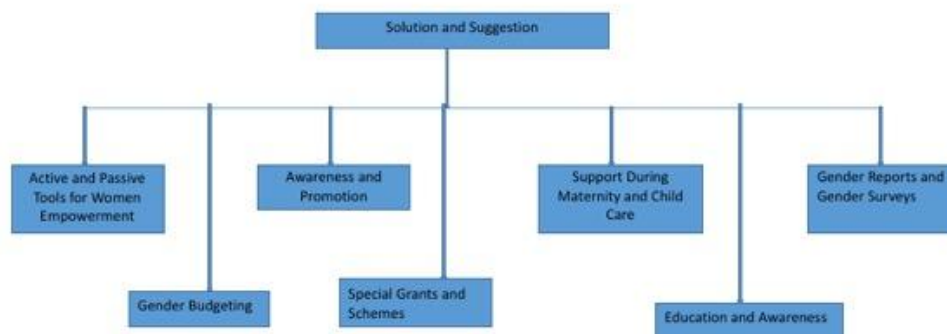 Solution and Suggestion
Active and Passive
Tools for Women
Empowerment
Awareness and
Promotion
Support During
Maternity and Child
Care
Gender Reports and
Gender Surveys
Gender Budgeting
Special Grants and
Schemes
Education and Awareness